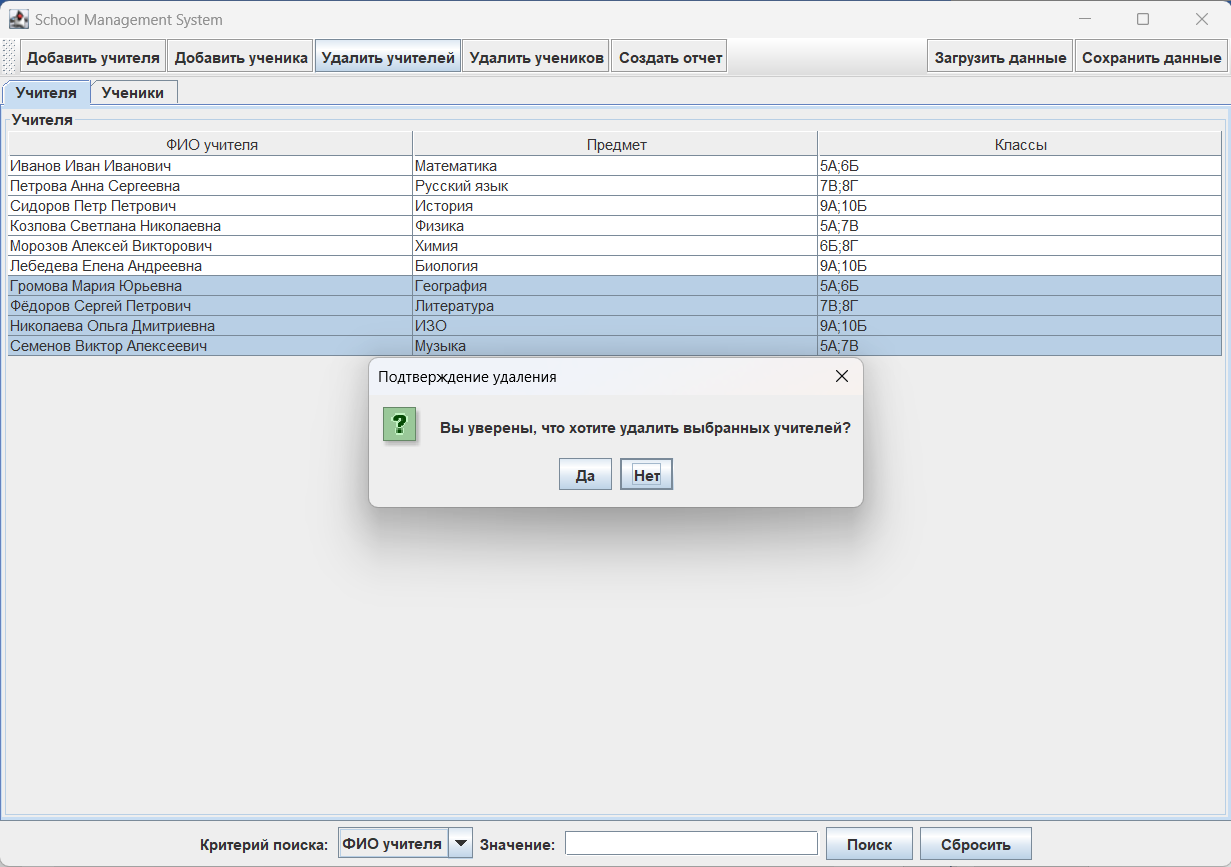 School Management System
Добавить учителя Добавить ученика Удалить учителей Удалить учеников Создать отчет Загрузить данные Сохранить данные
Учителя Ученики
Учителя
ФИО учителя Предмет Классы
Иванов Иван Иванович Математика 5А;6Б
Петрова Анна Сергеевна Русский язык 7В;8Г
Сидоров Петр Петрович История 9А;10Б
Козлова Светлана Николаевна Физика 5А;7В
Морозов Алексей Викторович Химия 6Б;8Г
Лебедева Елена Андреевна Биология 9А;10Б
Громова Мария Юрьевна География 5А;6Б
Фёдоров Сергей Петрович Литература 7В;8Г
Николаева Ольга Дмитриевна ИЗО 9А;10Б
Семенов Виктор Алексеевич Музыка 5А;7В
Подтверждение удаления
Вы уверены, что хотите удалить выбранных учителей?
Да Нет
Критерий поиска: ФИО учителя Значение: Поиск Сбросить